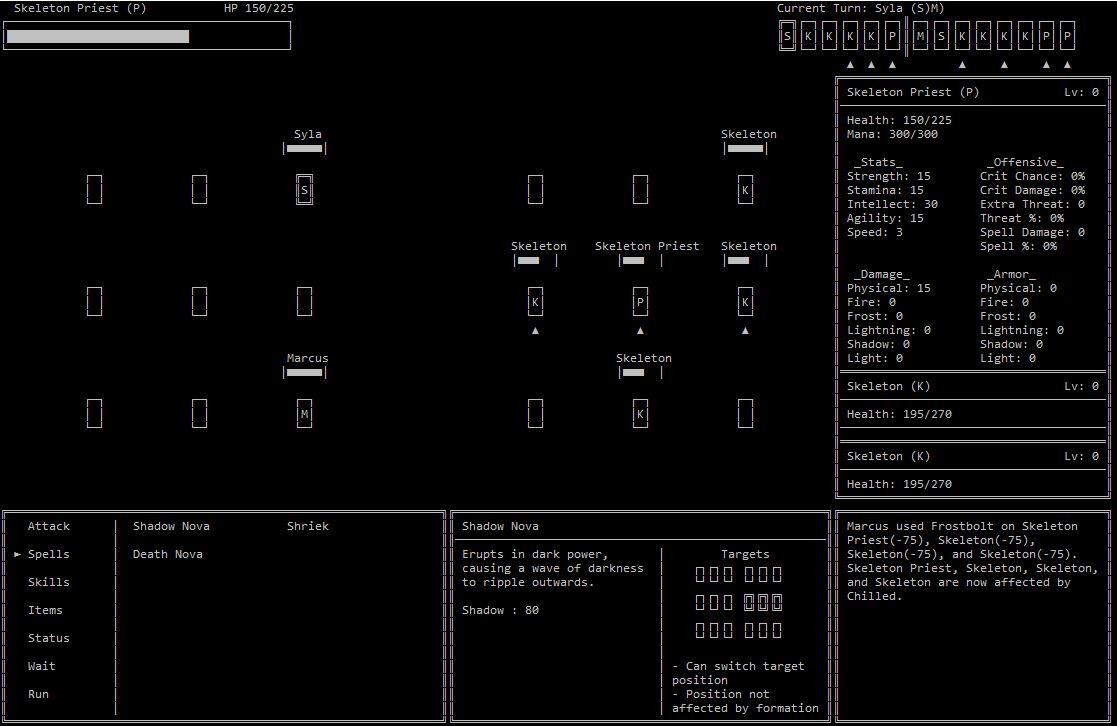 Skeleton Priest (P) HP 150/225
Current Turn: Syla (S)M)
S K K K K P M S K K K K P P
Skeleton Priest (P) Lv: 0
Health: 150/225
Mana: 300/300
_Stats_ _Offensive_
Strength: 15 Crit Chance: 0%
Stamina: 15 Crit Damage: 0%
Intellect: 30 Extra Threat: 0
Agility: 15 Threat %: 0%
Speed: 3 Spell Damage: 0
Spell %: 0%
_Damage_ _Armor_
Physical: 15 Physical: 0
Fire: 0 Fire: 0
Frost: 0 Frost: 0
Lightning: 0 Lightning: 0
Shadow: 0 Shadow: 0
Light: 0 Light: 0
Skeleton (K) Lv: 0
Health: 195/270
Skeleton (K) Lv: 0
Health: 195/270
Syla Skeleton
S K
Skeleton Skeleton Priest Skeleton
K P K
Marcus Skeleton
M K
Attack
► Spells
Skills
Items
Status
Wait
Run
Shadow Nova Shriek
Death Nova
Shadow Nova
Erupts in dark power,
causing a wave of darkness
to ripple outwards.
Shadow : 80
Targets
- Can switch target
position
- Position not
affected by formation
Marcus used Frostbolt on Skeleton
Priest(-75), Skeleton(-75),
Skeleton(-75), and Skeleton(-75).
Skeleton Priest, Skeleton, Skeleton,
and Skeleton are now affected by
Chilled.